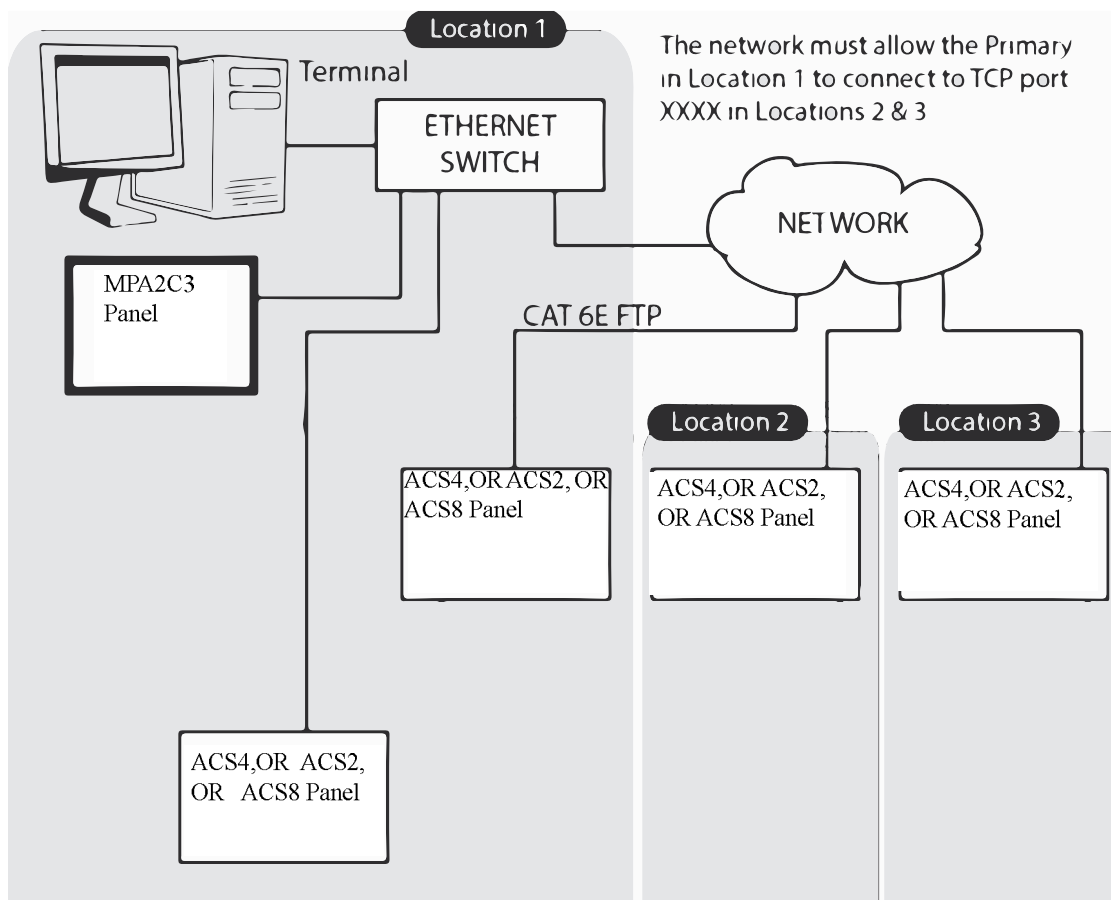 Location 1
Terminal
ETHERNET
SWITCH
The network must allow the Primary
in Location 1 to connect to TCP port
XXXX in Locations 2 & 3
NETWORK
MPA2C3
Panel
CAT 6E FTP
Location 2
Location 3
ACS4,OR ACS2, OR
ACS8 Panel
ACS4,OR ACS2,
OR ACS8 Panel
ACS4,OR ACS2,
OR ACS8 Panel
ACS4,OR ACS2,
OR ACS8 Panel